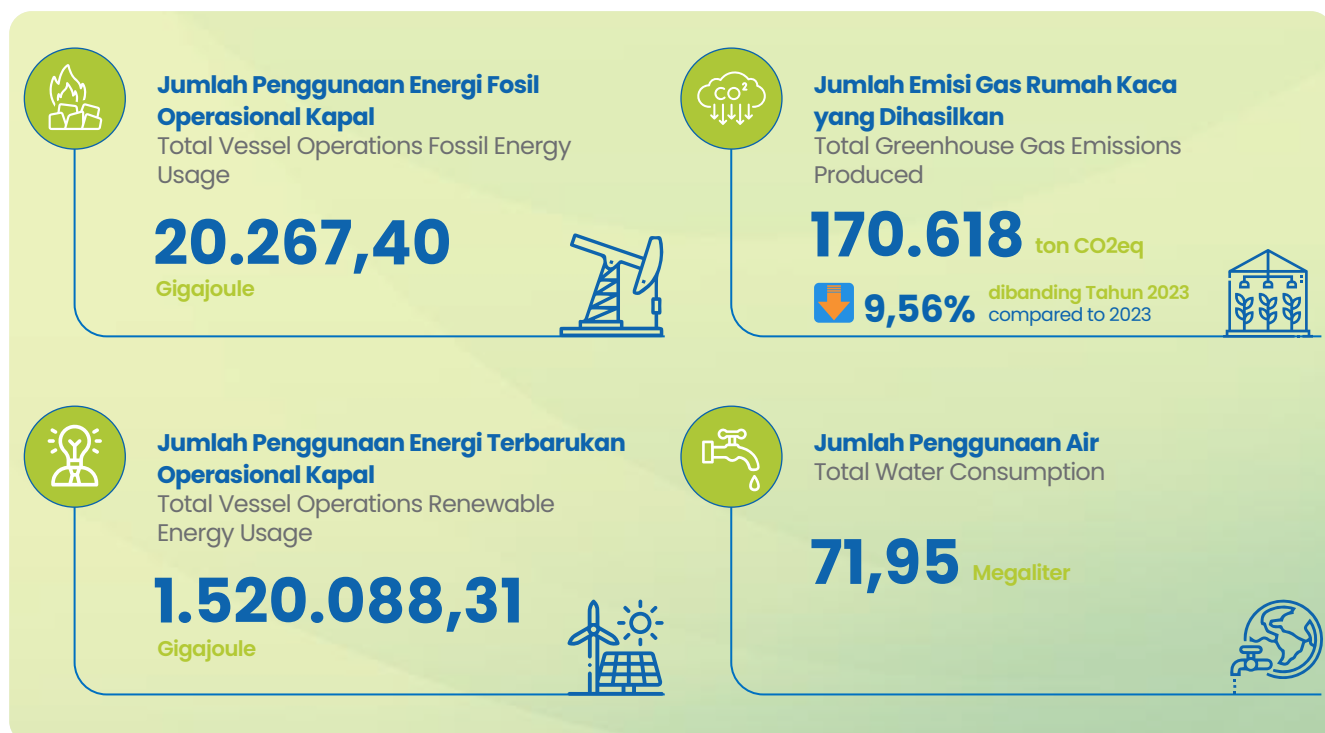 Jumlah Penggunaan Energi Fosil
Operasional Kapal
Total Vessel Operations Fossil Energy
Usage
20.267,40
Gigajoule
CO²
Jumlah Emisi Gas Rumah Kaca
yang Dihasilkan
Total Greenhouse Gas Emissions
Produced
170.618 ton CO2eq
9,56% dibanding Tahun 2023
compared to 2023
Jumlah Penggunaan Energi Terbarukan
Operasional Kapal
Total Vessel Operations Renewable
Energy Usage
1.520.088,31
Gigajoule
Jumlah Penggunaan Air
Total Water Consumption
71,95 Megaliter